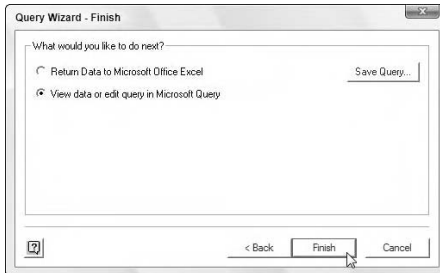 Query Wizard - Finish
What would you like to do next?
Return Data to Microsoft Office Excel
Save Query...
View data or edit query in Microsoft Query
?
< Back
Finish
Cancel